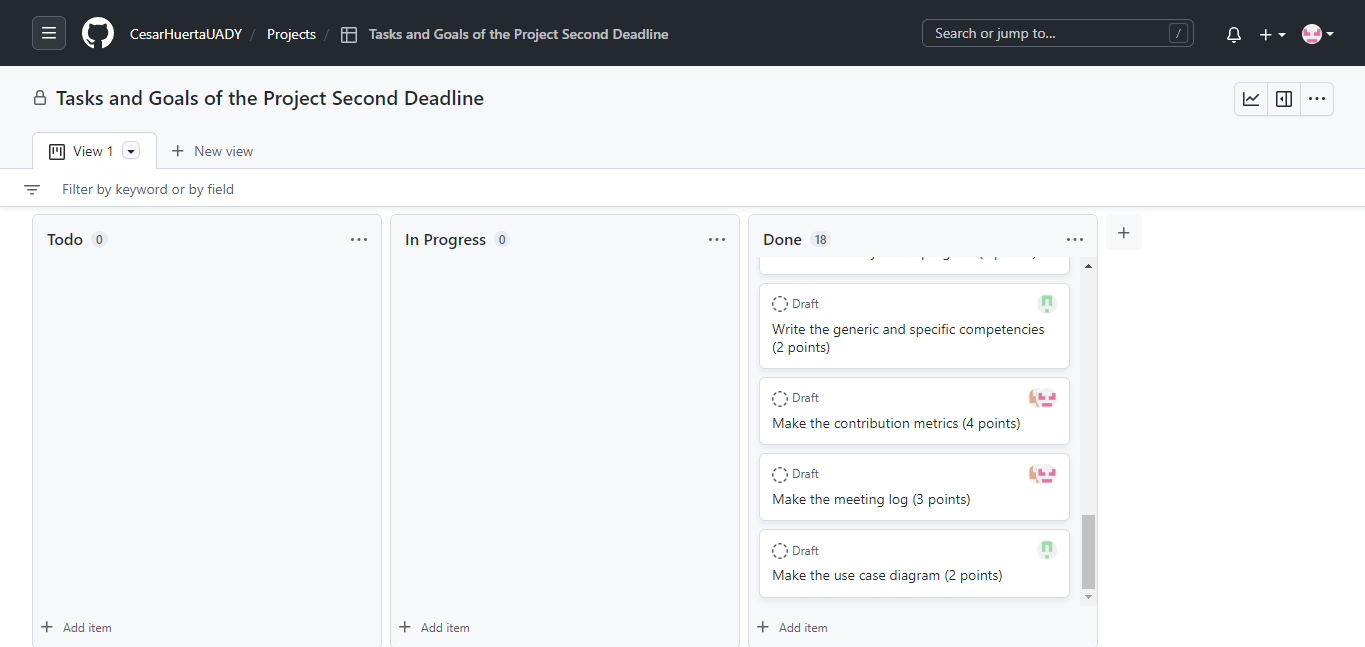 CesarHuertaUADY / Projects / Tasks and Goals of the Project Second Deadline
Search or jump to... /
Tasks and Goals of the Project Second Deadline
View 1
New view
Filter by keyword or by field
Todo 0
Add item
In Progress 0
Add item
Done 18
Draft
Write the generic and specific competencies
(2 points)
Draft
Make the contribution metrics (4 points)
Draft
Make the meeting log (3 points)
Draft
Make the use case diagram (2 points)
Add item